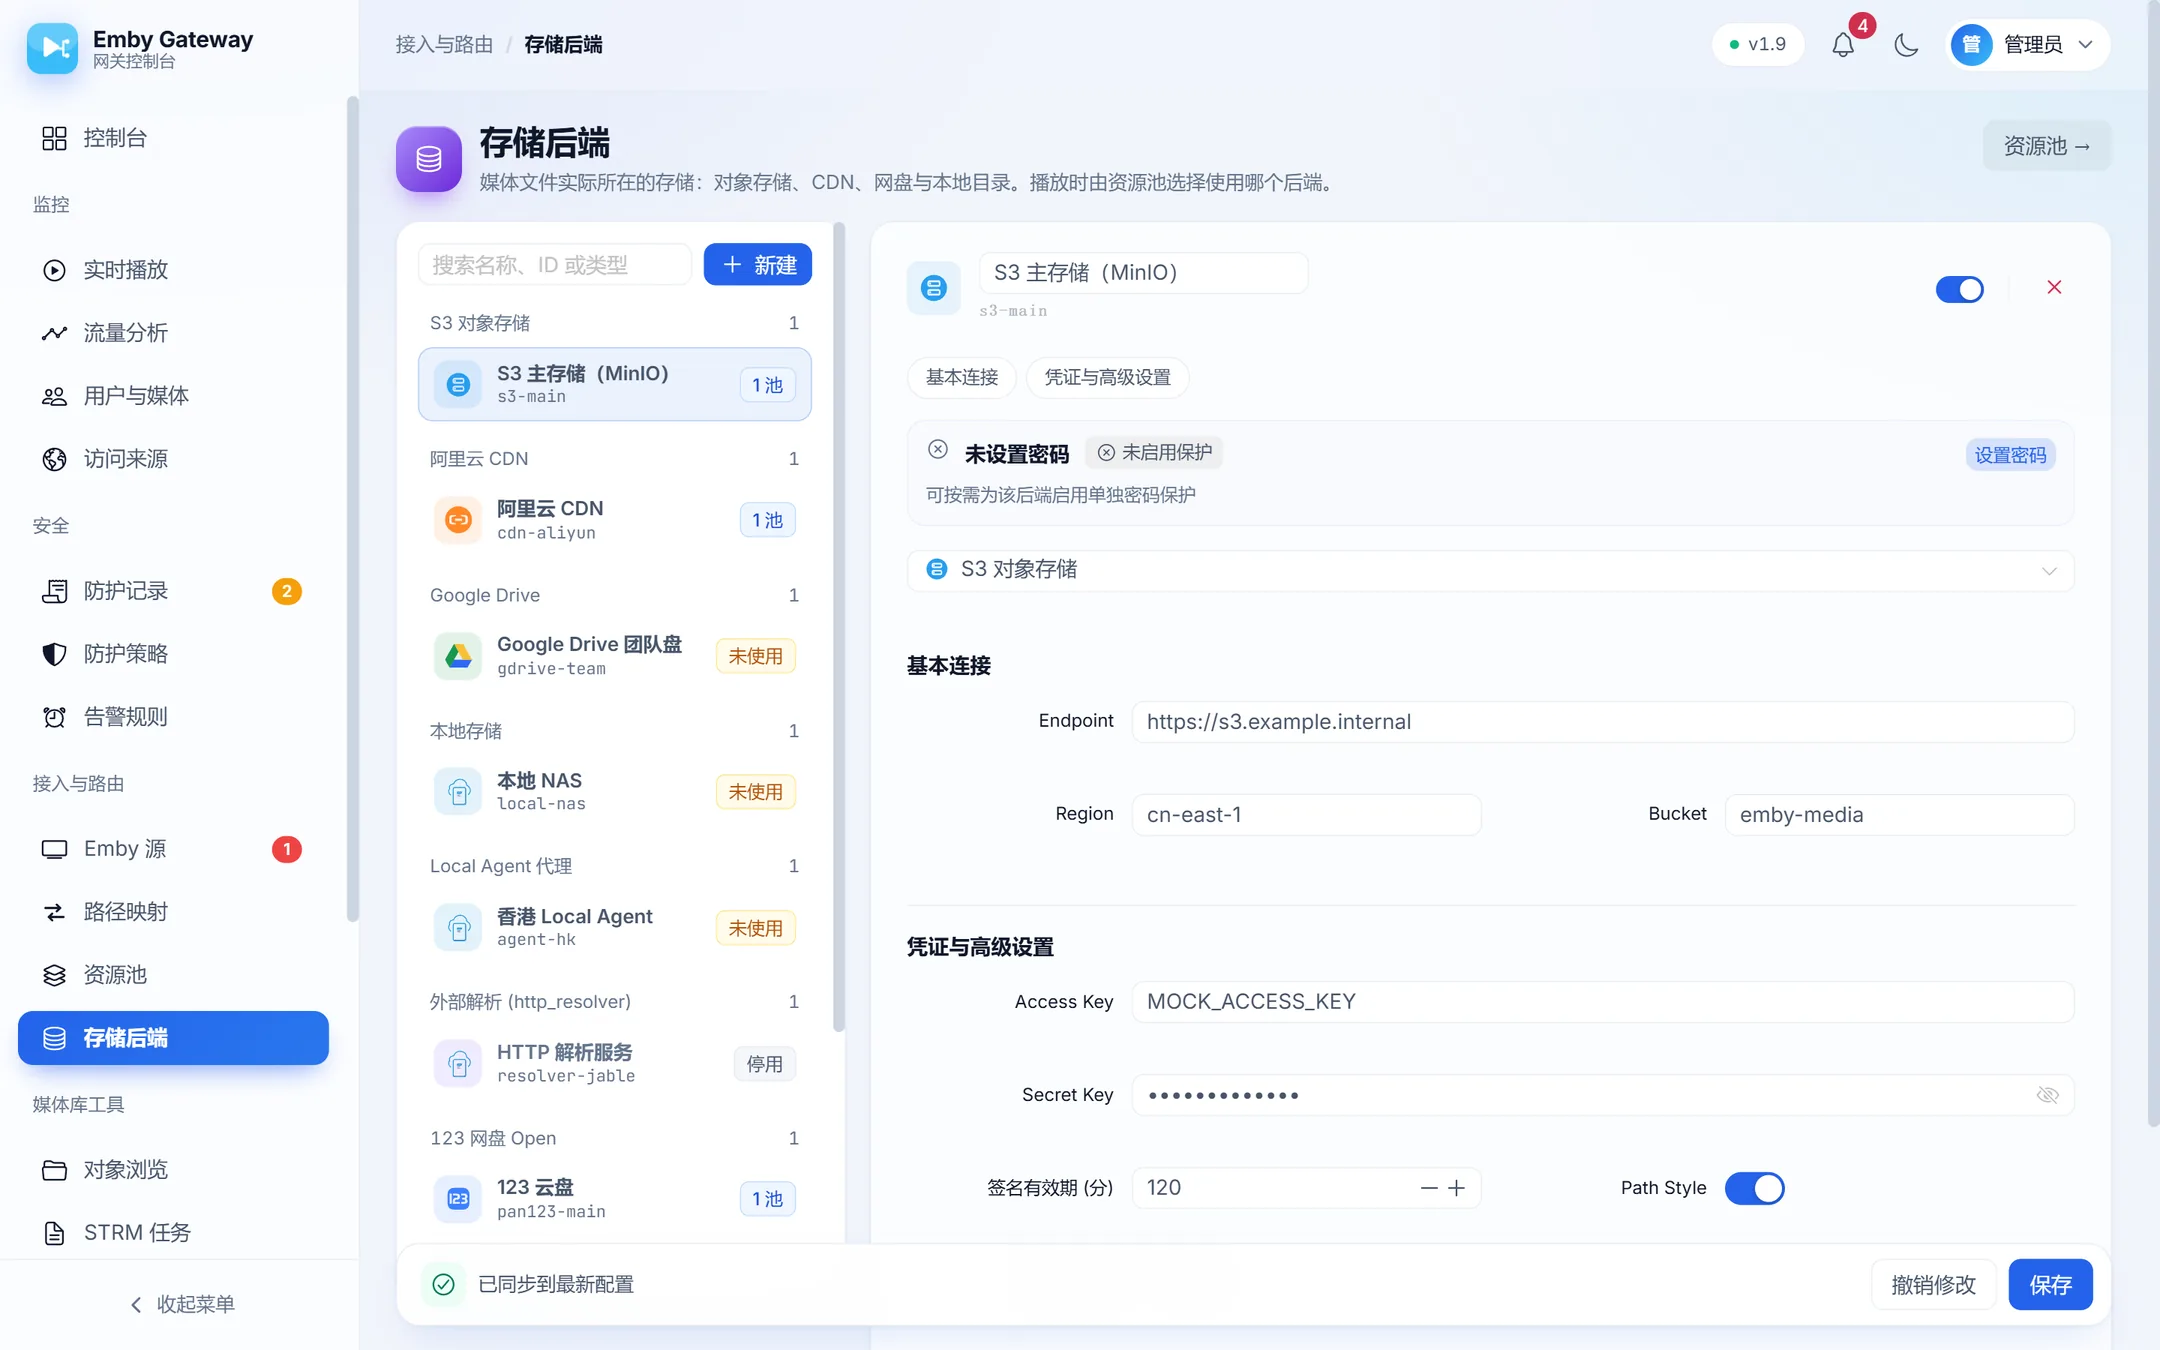 Emby Gateway
网关控制台
控制台
监控
实时播放
流量分析
用户与媒体
访问来源
安全
防护记录
2
防护策略
告警规则
接入与路由
Emby 源
1
路径映射
资源池
存储后端
媒体库工具
对象浏览
STRM 任务
收起菜单
接入与路由 / 存储后端
v1.9
4
管
管理员
存储后端
媒体文件实际所在的存储：对象存储、CDN、网盘与本地目录。播放时由资源池选择使用哪个后端。
资源池 →
搜索名称、ID 或类型
新建
S3 对象存储 1
S3 主存储（MinIO）
s3-main
1 池
阿里云 CDN 1
阿里云 CDN
cdn-aliyun
1 池
Google Drive 1
Google Drive 团队盘
gdrive-team
未使用
本地存储 1
本地 NAS
local-nas
未使用
Local Agent 代理 1
香港 Local Agent
agent-hk
未使用
外部解析 (http_resolver) 1
HTTP 解析服务
resolver-jable
停用
123 网盘 Open 1
123
123 云盘
pan123-main
1 池
S3 主存储（MinIO）
s3-main
基本连接
凭证与高级设置
未设置密码
未启用保护
设置密码
可按需为该后端启用单独密码保护
S3 对象存储
基本连接
Endpoint https://s3.example.internal
Region cn-east-1
Bucket emby-media
凭证与高级设置
Access Key MOCK_ACCESS_KEY
Secret Key •••••••••••••
签名有效期 (分) 120
Path Style
已同步到最新配置
撤销修改
保存